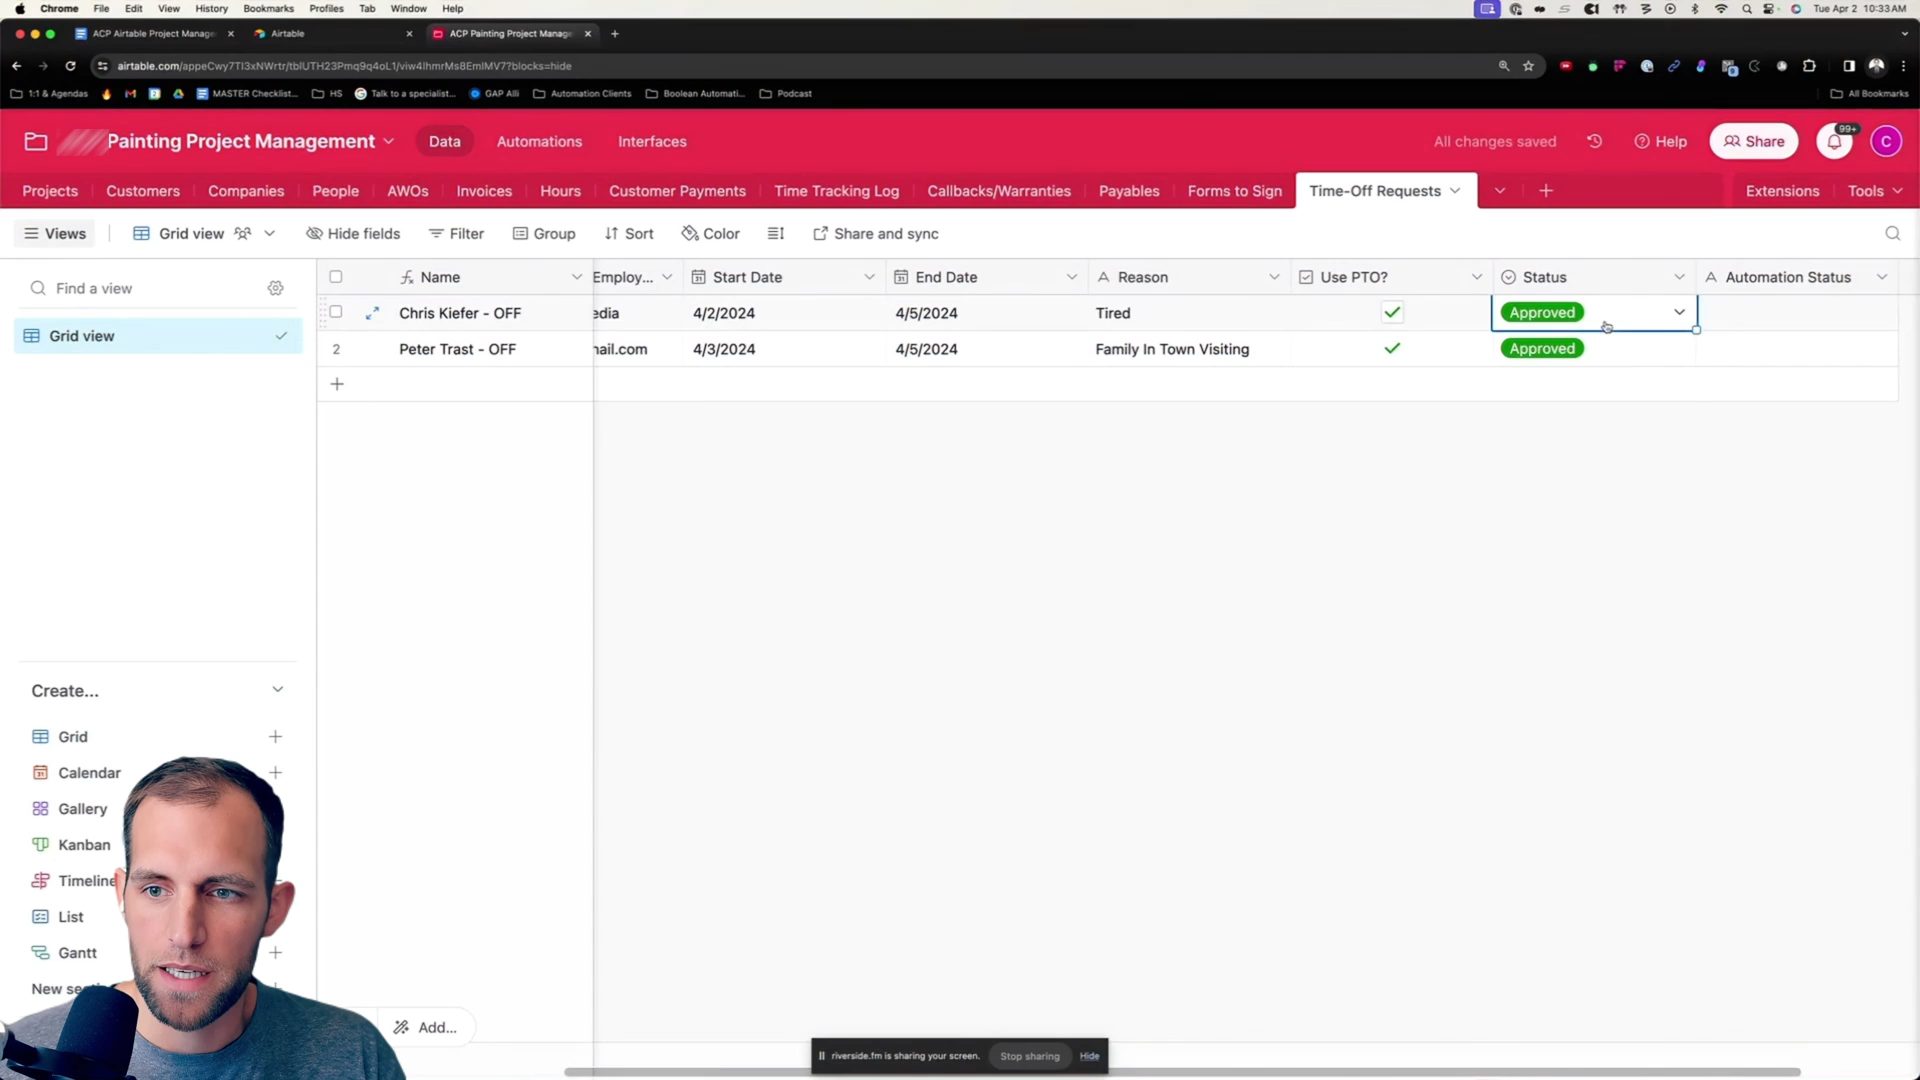 Chrome File Edit View History Bookmarks Profiles Tab Window Help Tue Apr 2 10:33AM
ACP Airtable Project Manage Airtable ACP Painting Project Manag
airtable.com/appeCwy7TI3xNWrtr/tblUTH23Pmq9q4oL1/viw4IhmrMs8EmIMV7?blocks=hide
1:1 & Agendas MASTER Checklist... HS Talk to a specialist... GAP Alli Automation Clients Boolean Automati... Podcast All Bookmarks
Painting Project Management Data Automations Interfaces All changes saved Help Share 99+ C
Projects Customers Companies People AWOs Invoices Hours Customer Payments Time Tracking Log Callbacks/Warranties Payables Forms to Sign Time-Off Requests Extensions Tools
Views Grid view Hide fields Filter Group Sort Color Share and sync
Find a view
Grid view
Name Employ... Start Date End Date Reason Use PTO? Status Automation Status
Chris Kiefer - OFF edia 4/2/2024 4/5/2024 Tired Approved
2 Peter Trast - OFF nail.com 4/3/2024 4/5/2024 Family In Town Visiting Approved
Create...
Grid
Calendar
Gallery
Kanban
Timeline
List
Gantt
New se
Add...
riverside.fm is sharing your screen. Stop sharing Hide